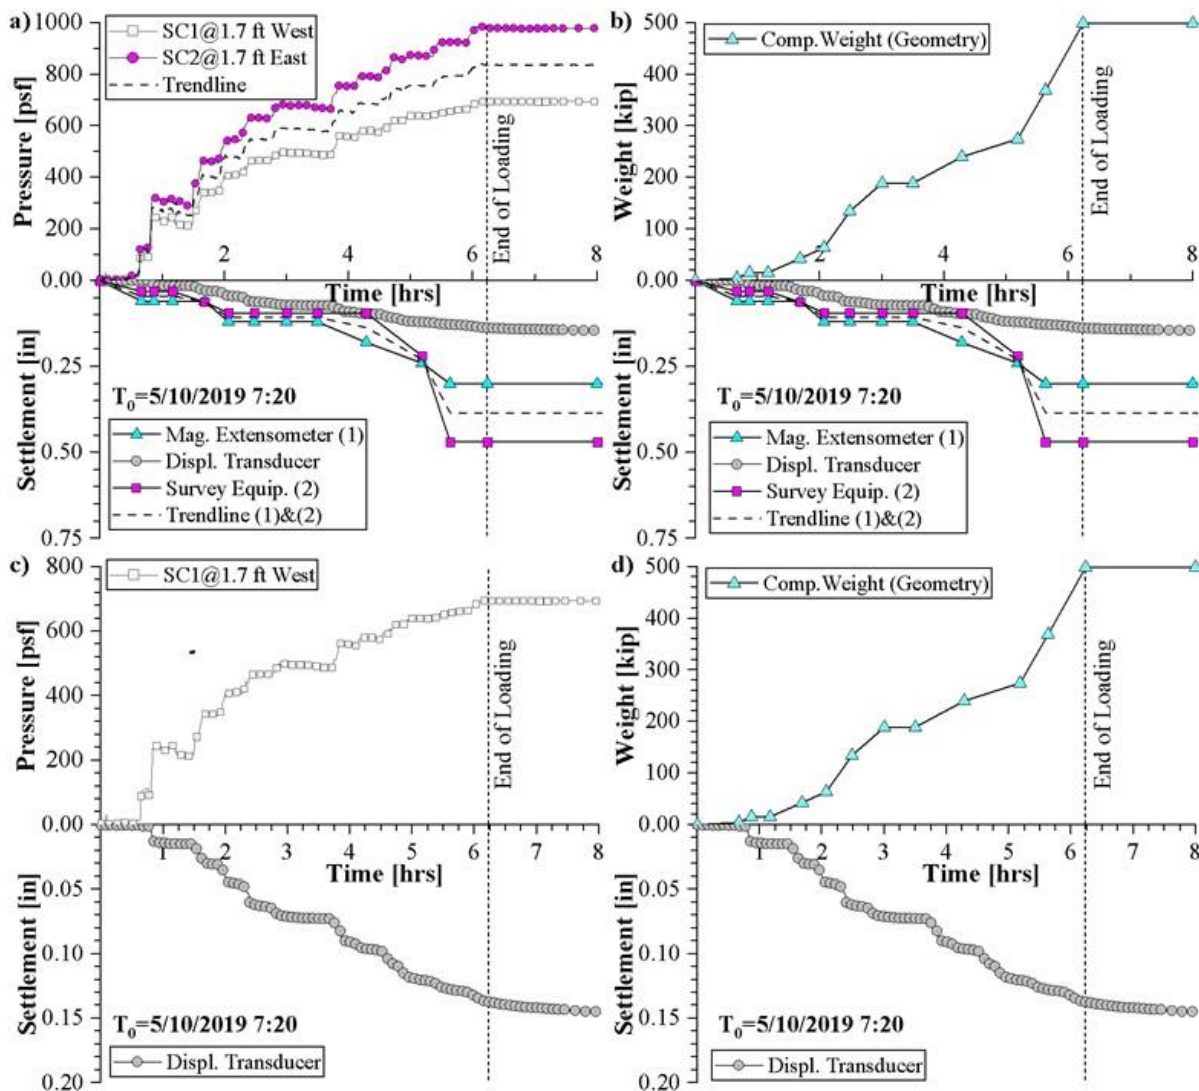 a)
1000
800
600
400
200
0.00
0.25
0.50
0.75
Pressure [psf]
Settlement [in]
SC1@1.7 ft West
SC2@1.7 ft East
Trendline
End of Loading
2
4
6
8
Time [hrs]
T0=5/10/2019 7:20
Mag. Extensometer (1)
Displ. Transducer
Survey Equip. (2)
Trendline (1)&(2)
b)
500
400
300
200
100
0.00
0.25
0.50
0.75
Weight [kip]
Settlement [in]
Comp.Weight (Geometry)
End of Loading
2
4
6
8
Time [hrs]
T0=5/10/2019 7:20
Mag. Extensometer (1)
Displ. Transducer
Survey Equip. (2)
Trendline (1)&(2)
c)
800
600
400
200
0.00
0.05
0.10
0.15
0.20
Pressure [psf]
Settlement [in]
SC1@1.7 ft West
End of Loading
1
2
3
4
5
6
7
8
Time [hrs]
T0=5/10/2019 7:20
Displ. Transducer
d)
500
400
300
200
100
0.00
0.05
0.10
0.15
0.20
Weight [kip]
Settlement [in]
Comp.Weight (Geometry)
End of Loading
1
2
3
4
5
6
7
8
Time [hrs]
T0=5/10/2019 7:20
Displ. Transducer